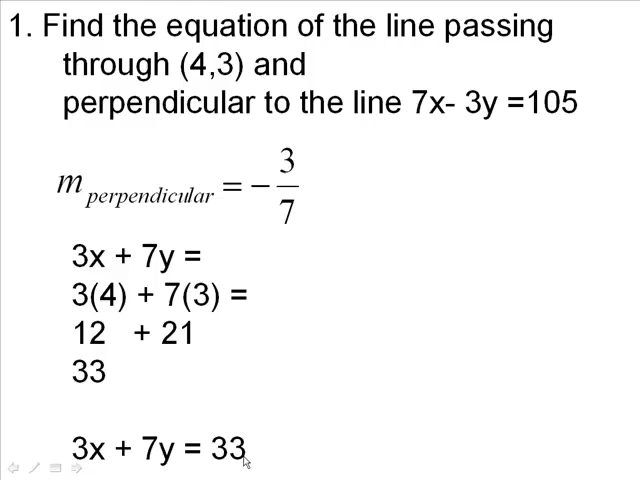 1. Find the equation of the line passing
through (4,3) and
perpendicular to the line 7x- 3y =105
m perpendicular = - 3/7
3x + 7y =
3(4) + 7(3) =
12 + 21
33
3x + 7y = 33